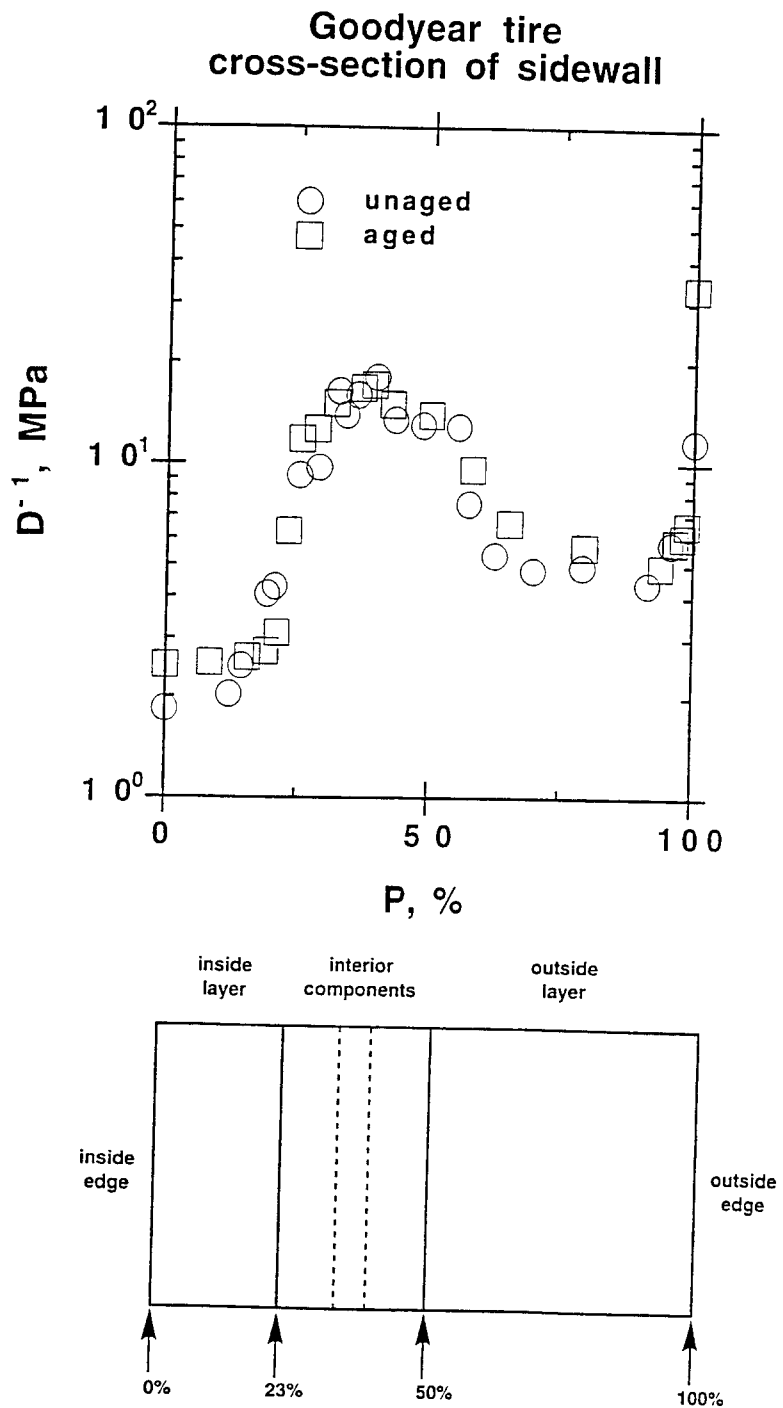 Goodyear tire
cross-section of sidewall
10²
unaged
aged
D⁻¹, MPa
10¹
10⁰
0
50
100
P, %
inside
layer
interior
components
outside
layer
inside
edge
outside
edge
0%
23%
50%
100%